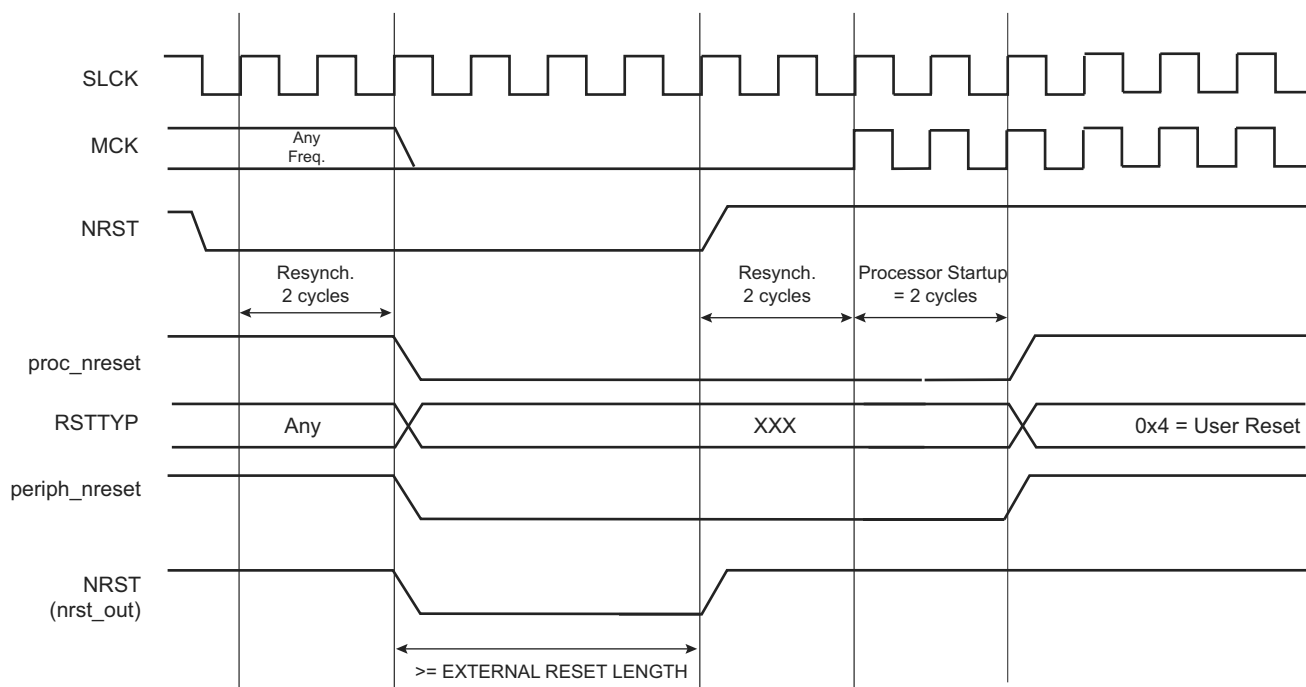 SLCK
MCK
Any
Freq.
NRST
Resynch.
2 cycles
Resynch.
2 cycles
Processor Startup
= 2 cycles
proc_nreset
RSTTYP
Any
XXX
0x4 = User Reset
periph_nreset
NRST
(nrst_out)
>= EXTERNAL RESET LENGTH